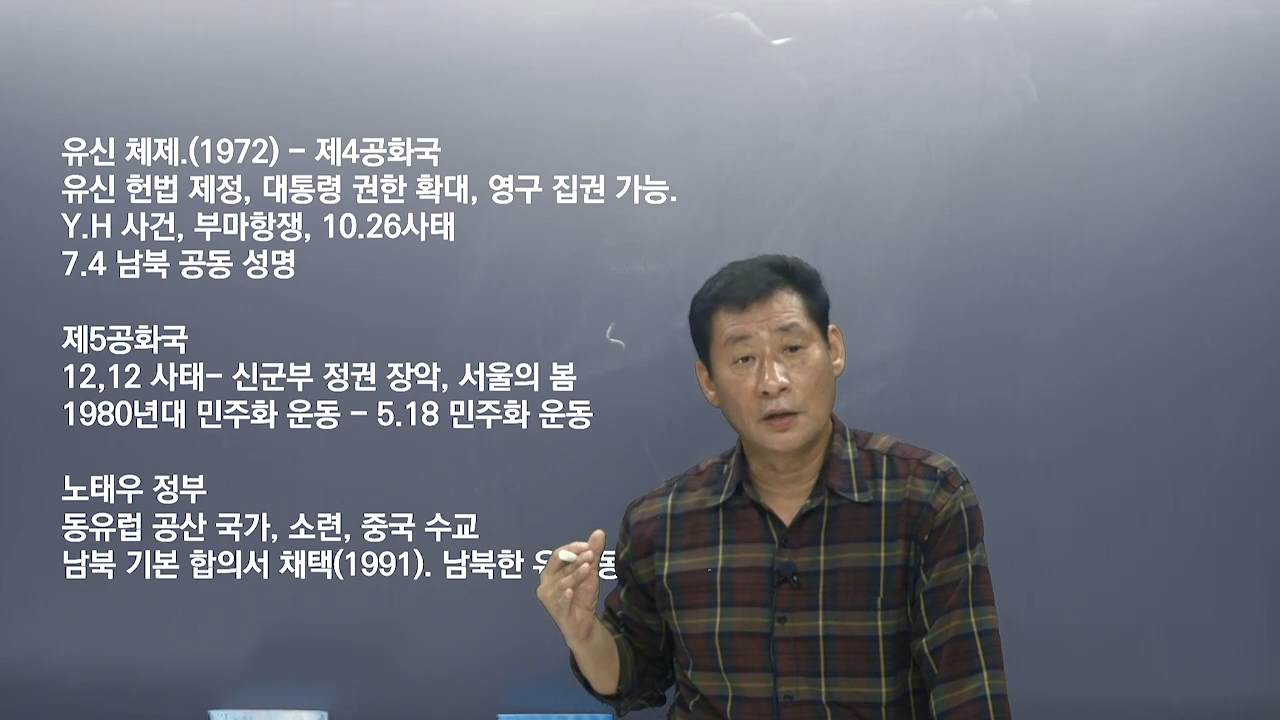 유신 체제.(1972) - 제4공화국
유신 헌법 제정, 대통령 권한 확대, 영구 집권 가능.
Y.H 사건, 부마항쟁, 10.26사태
7.4 남북 공동 성명
제5공화국
12,12 사태- 신군부 정권 장악, 서울의 봄
1980년대 민주화 운동 - 5.18 민주화 운동
노태우 정부
동유럽 공산 국가, 소련, 중국 수교
남북 기본 합의서 채택(1991). 남북한